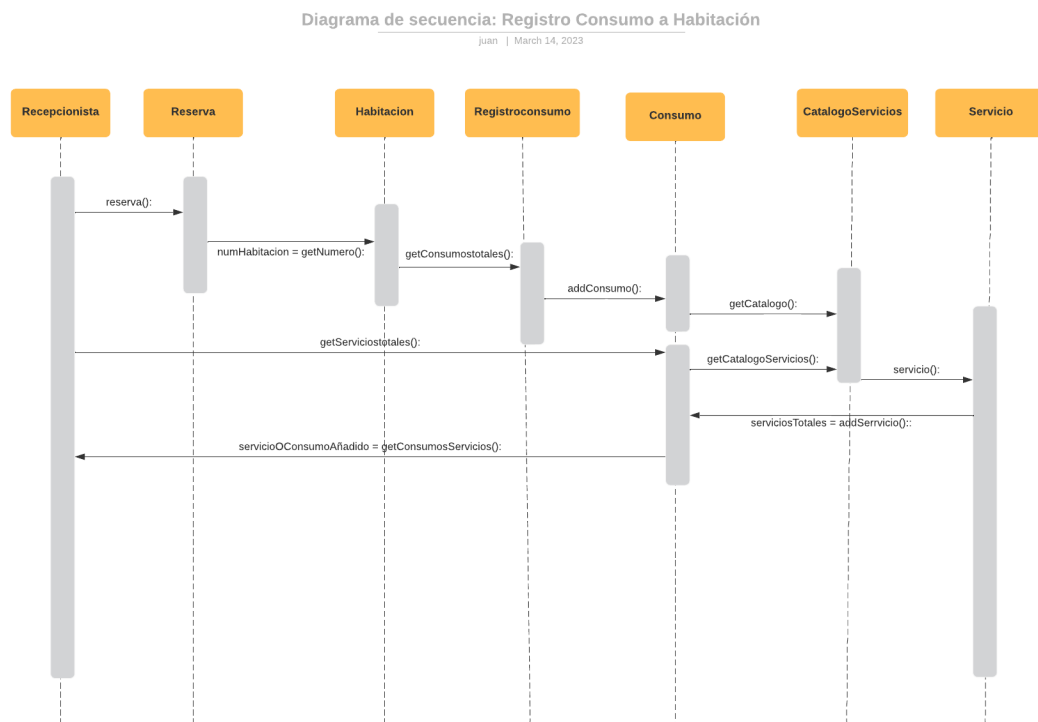 Diagrama de secuencia: Registro Consumo a Habitación
juan | March 14, 2023
Recepcionista
Reserva
Habitacion
Registroconsumo
Consumo
CatalogoServicios
Servicio
reserva():
numHabitacion = getNumero():
getConsumostotales():
addConsumo():
getCatalogo():
getServiciostotales():
getCatalogoServicios():
servicio():
serviciosTotales = addSerrvicio()::
servicioOConsumoAñadido = getConsumosServicios():